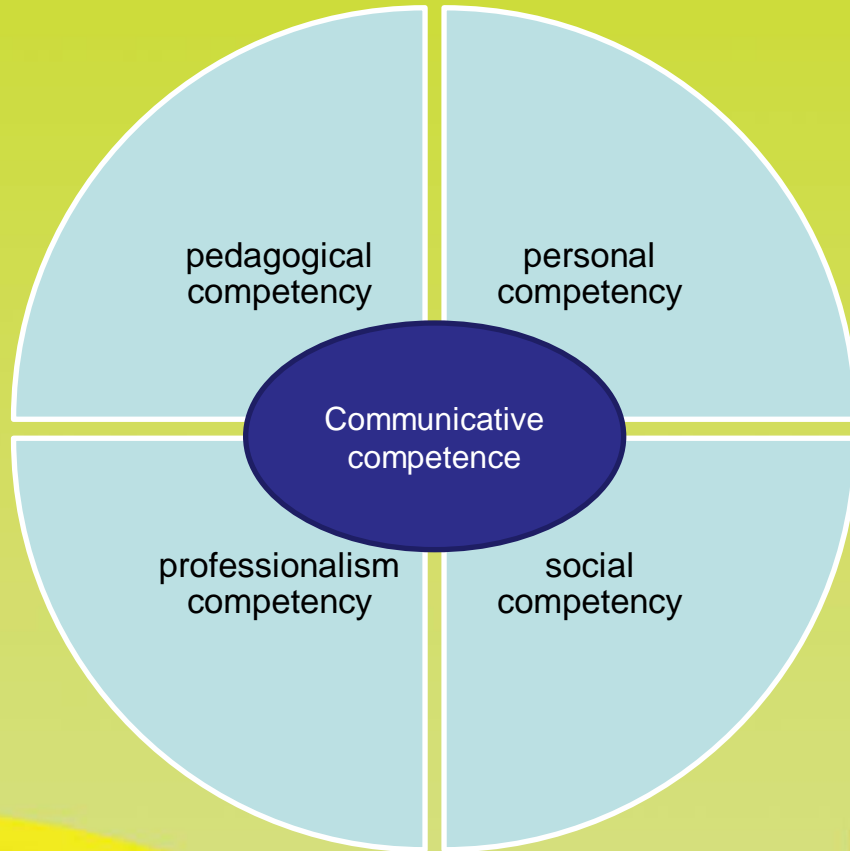 pedagogical
competency
personal
competency
Communicative
competence
professionalism
competency
social
competency